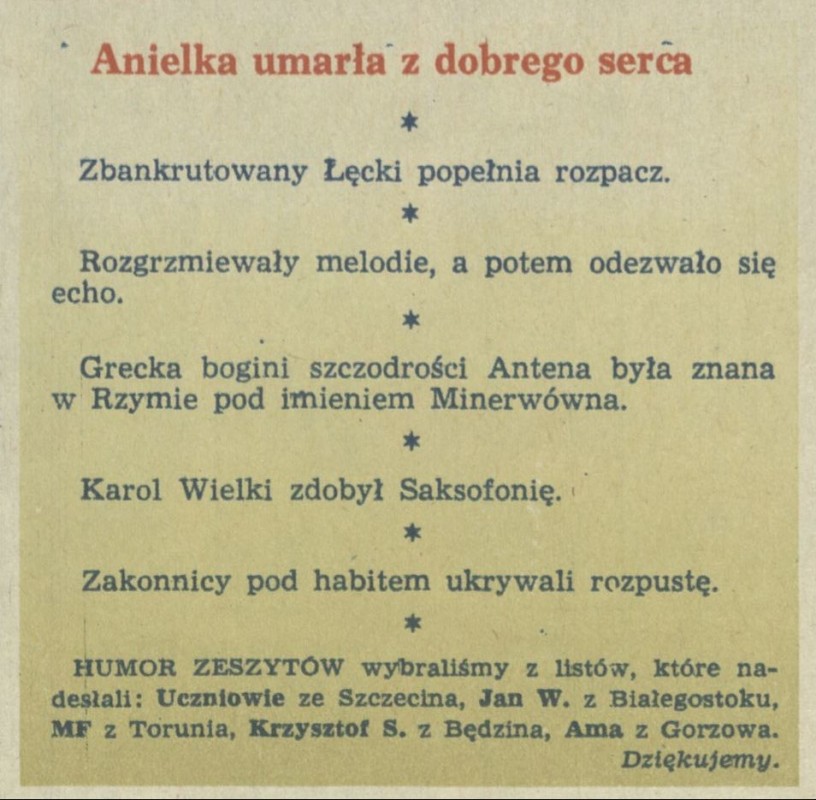 Anielka umarła z dobrego serca
★
Zbankrutowany Łęcki popełnia rozpacz.
★
Rozgrzmiewały melodie, a potem odezwało się
echo.
★
Grecka bogini szczodrości Antena była znana
w Rzymie pod imieniem Minerwówna.
★
Karol Wielki zdobył Saksofonię.
★
Zakonnicy pod habitem ukrywali rozpustę.
★
HUMOR ZESZYTÓW wybraliśmy z listów, które na-
desłali: Uczniowie ze Szczecina, Jan W. z Białegostoku,
MF z Torunia, Krzysztof S. z Będzina, Ama z Gorzowa.
Dziękujemy.